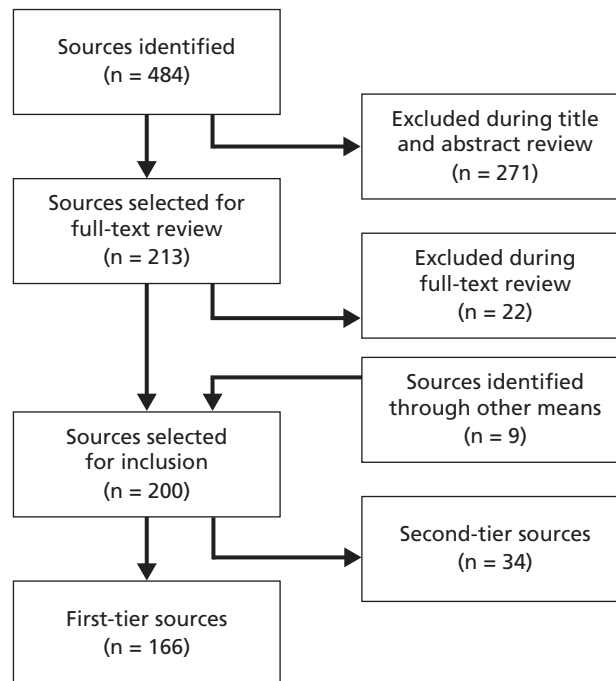 Sources identified
(n = 484)
Excluded during title
and abstract review
(n = 271)
Sources selected for
full-text review
(n = 213)
Excluded during
full-text review
(n = 22)
Sources identified
through other means
(n = 9)
Sources selected
for inclusion
(n = 200)
Second-tier sources
(n = 34)
First-tier sources
(n = 166)